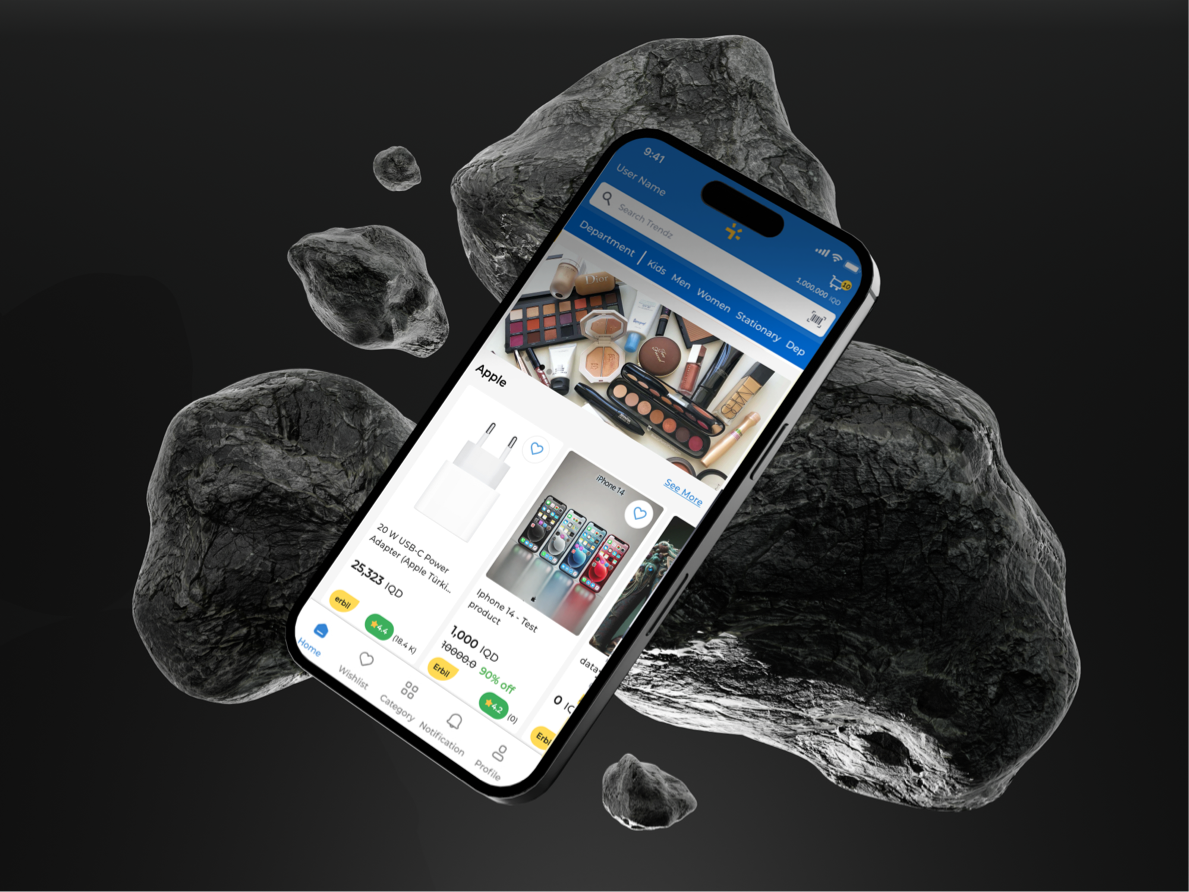 9:41
User Name
1,000,000 IQD
10
Search Trendz
Department | Kids Men Women Stationary Dep
Dior
Apple
See More
20 W USB-C Power
Adapter (Apple Türki...
25,323 IQD
erbil
4.4
(18.4 K)
iPhone 14
Iphone 14 - Test
product
1,000 IQD
10000.0 90% off
Erbil
4.2
(0)
data
0 IQ
Erbi
Home
Wishlist
Category
Notification
Profile